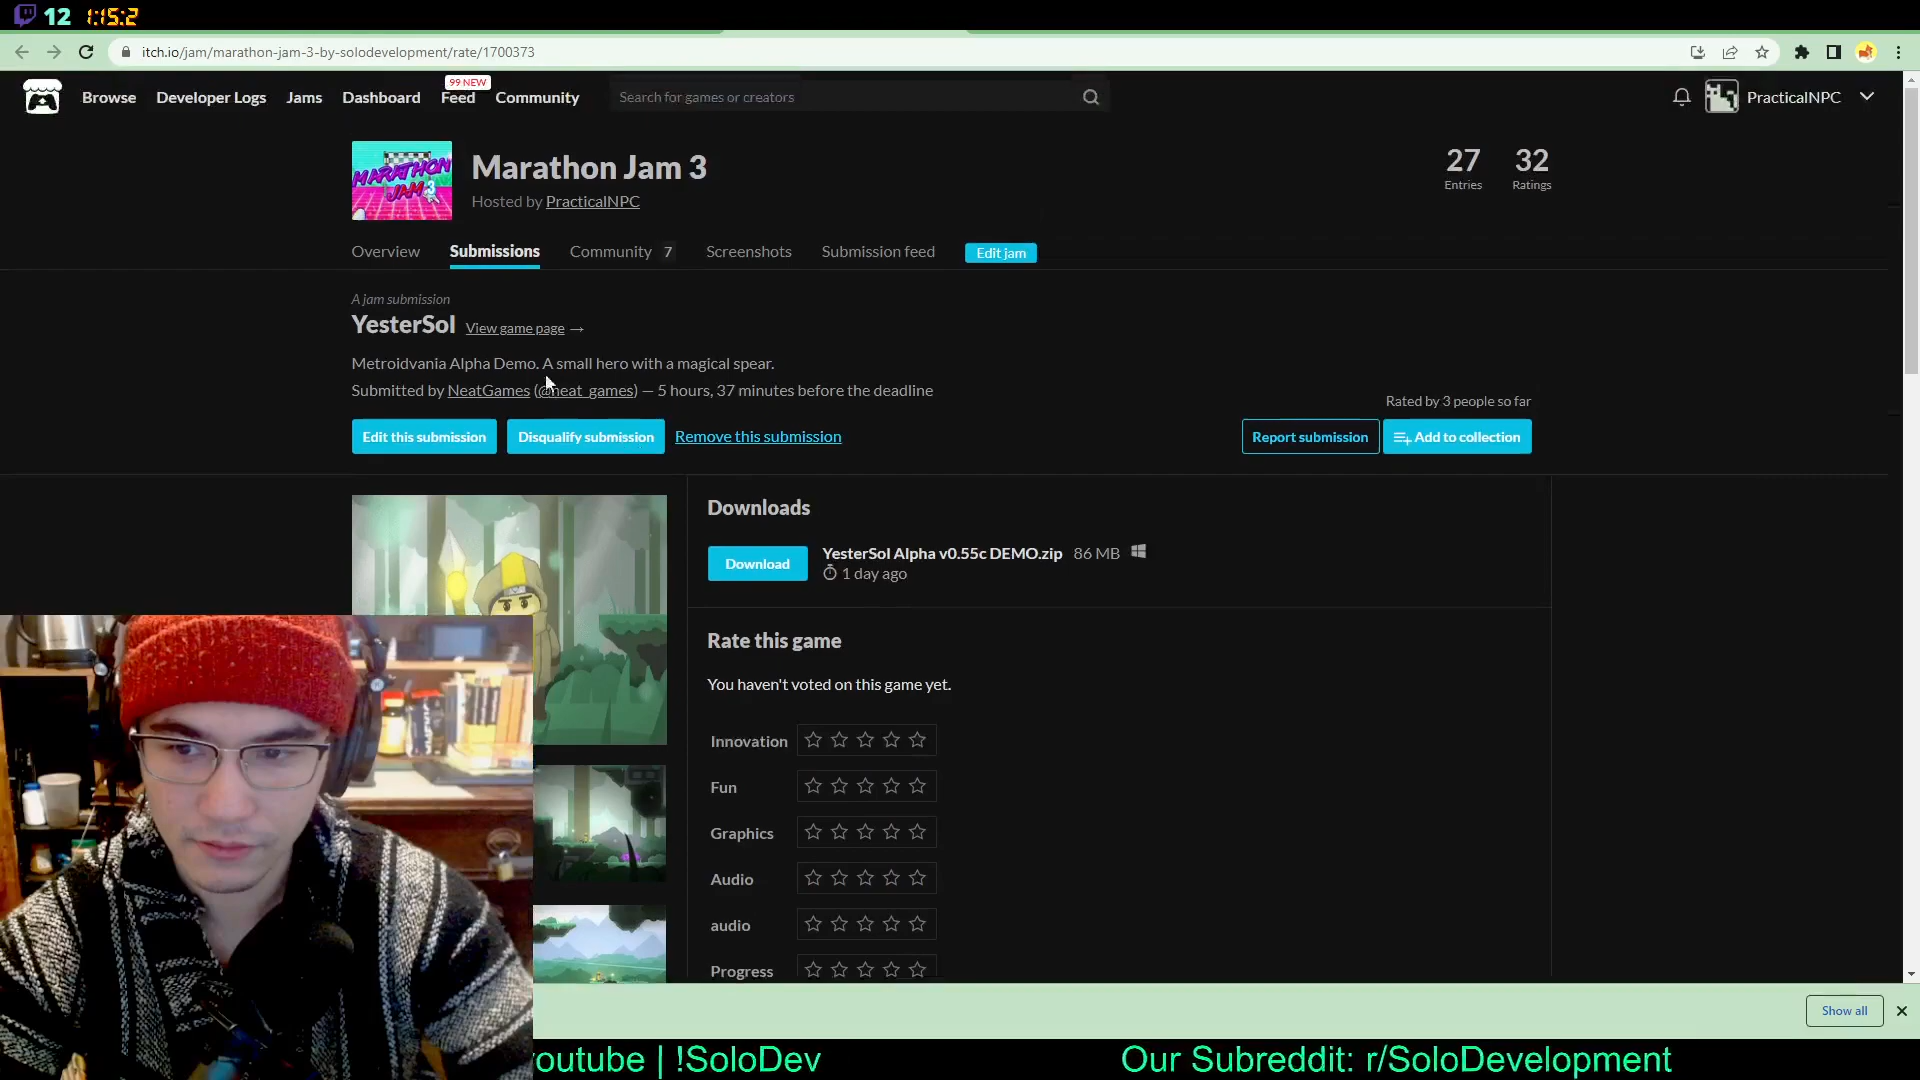 12 1:15:2
itch.io/jam/marathon-jam-3-by-solodevelopment/rate/1700373
Browse Developer Logs Jams Dashboard Feed 99 NEW Community Search for games or creators PracticalNPC
MARATHON JAM 3
Marathon Jam 3
Hosted by PracticalNPC
27 Entries
32 Ratings
Overview Submissions Community 7 Screenshots Submission feed Edit jam
A jam submission
YesterSol View game page →
Metroidvania Alpha Demo. A small hero with a magical spear.
Submitted by NeatGames (@neat_games) — 5 hours, 37 minutes before the deadline
Rated by 3 people so far
Edit this submission Disqualify submission Remove this submission Report submission Add to collection
Downloads
Download YesterSol Alpha v0.55c DEMO.zip 86 MB
1 day ago
Rate this game
You haven't voted on this game yet.
Innovation
Fun
Graphics
Audio
audio
Progress
Show all
outube | !SoloDev Our Subreddit: r/SoloDevelopment